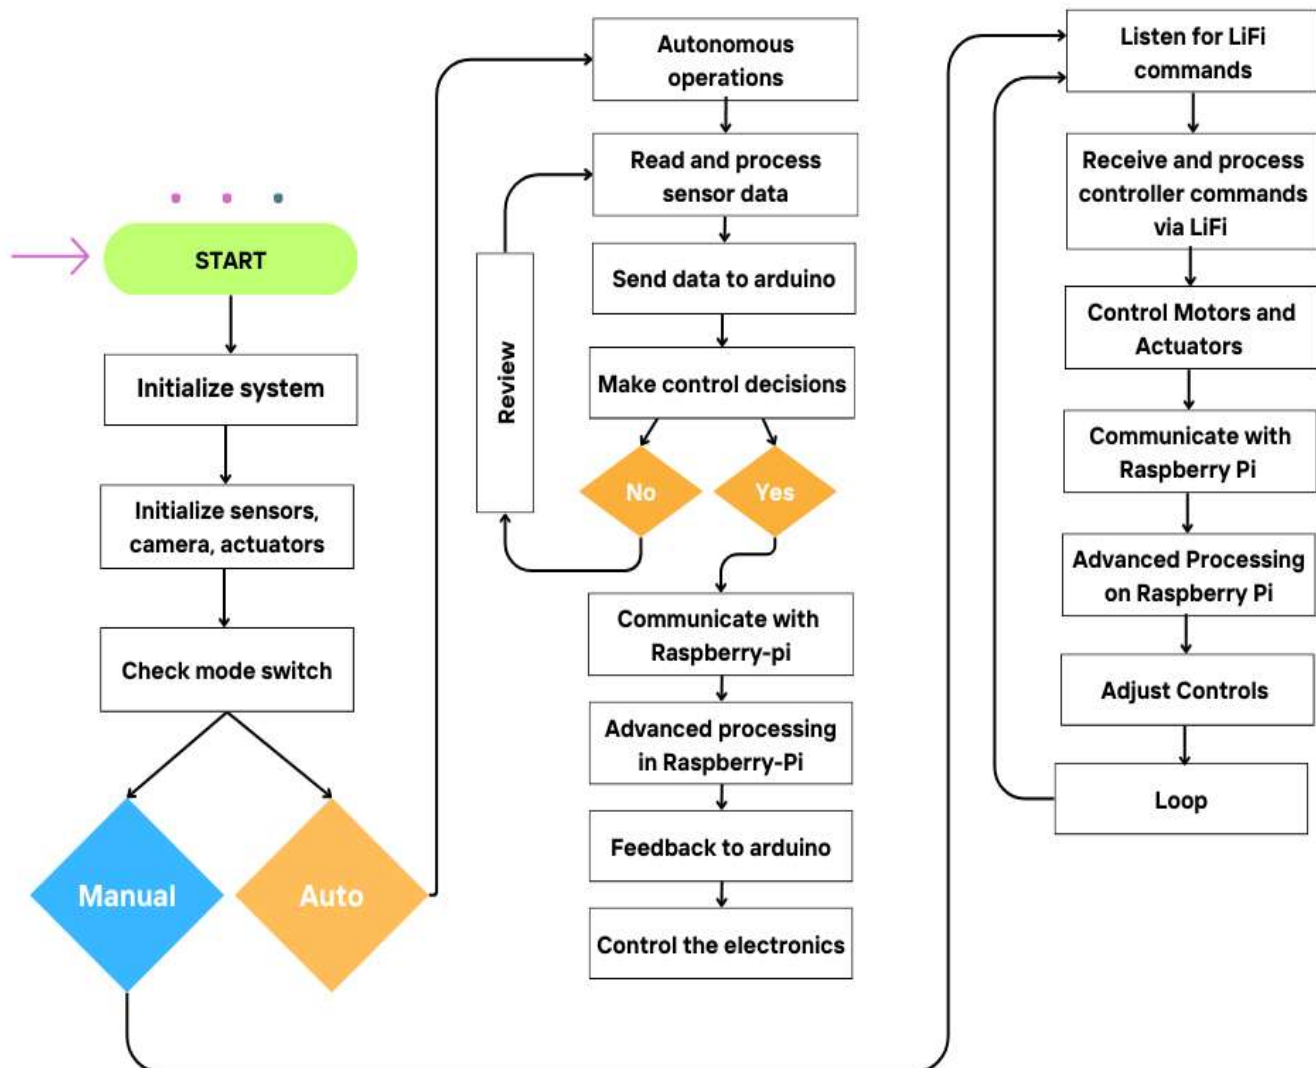 START
Initialize system
Initialize sensors,
camera, actuators
Check mode switch
Manual
Auto
Autonomous
operations
Read and process
sensor data
Send data to arduino
Make control decisions
No
Yes
Review
Communicate with
Raspberry-pi
Advanced processing
in Raspberry-Pi
Feedback to arduino
Control the electronics
Listen for LiFi
commands
Receive and process
controller commands
via LiFi
Control Motors and
Actuators
Communicate with
Raspberry Pi
Advanced Processing
on Raspberry Pi
Adjust Controls
Loop